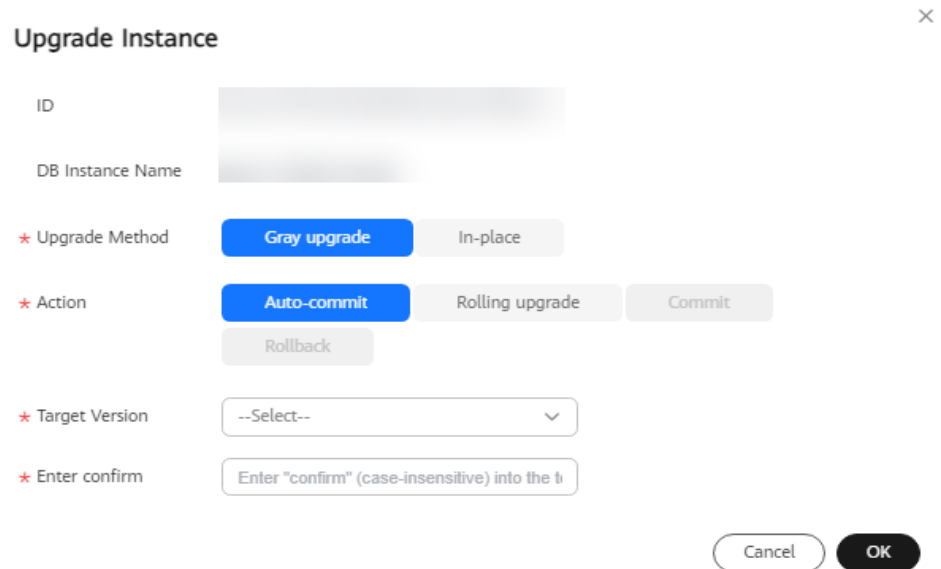 Upgrade Instance
ID
DB Instance Name
* Upgrade Method Gray upgrade In-place
* Action Auto-commit Rolling upgrade Commit
Rollback
* Target Version --Select--
* Enter confirm Enter "confirm" (case-insensitive) into the t
Cancel OK